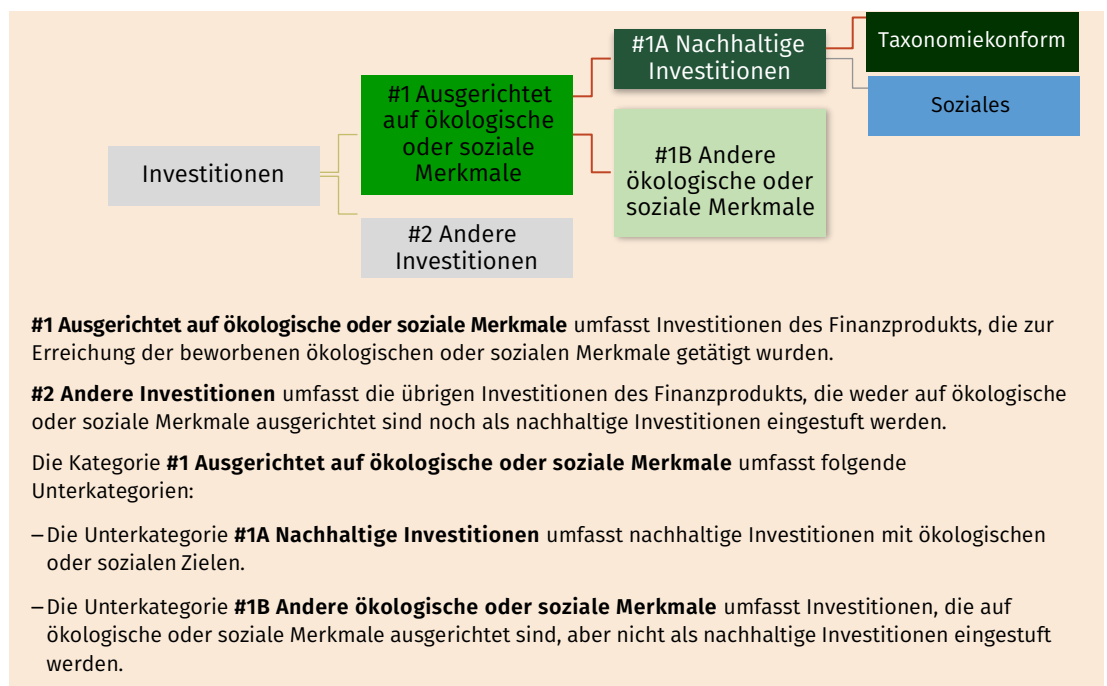 #1A Nachhaltige
Investitionen
Taxonomiekonform
Soziales
#1 Ausgerichtet
auf ökologische
oder soziale
Merkmale
#1B Andere
ökologische oder
soziale Merkmale
Investitionen
#2 Andere
Investitionen
#1 Ausgerichtet auf ökologische oder soziale Merkmale umfasst Investitionen des Finanzprodukts, die zur
Erreichung der beworbenen ökologischen oder sozialen Merkmale getätigt wurden.
#2 Andere Investitionen umfasst die übrigen Investitionen des Finanzprodukts, die weder auf ökologische
oder soziale Merkmale ausgerichtet sind noch als nachhaltige Investitionen eingestuft werden.
Die Kategorie #1 Ausgerichtet auf ökologische oder soziale Merkmale umfasst folgende
Unterkategorien:
– Die Unterkategorie #1A Nachhaltige Investitionen umfasst nachhaltige Investitionen mit ökologischen
oder sozialen Zielen.
– Die Unterkategorie #1B Andere ökologische oder soziale Merkmale umfasst Investitionen, die auf
ökologische oder soziale Merkmale ausgerichtet sind, aber nicht als nachhaltige Investitionen eingestuft
werden.